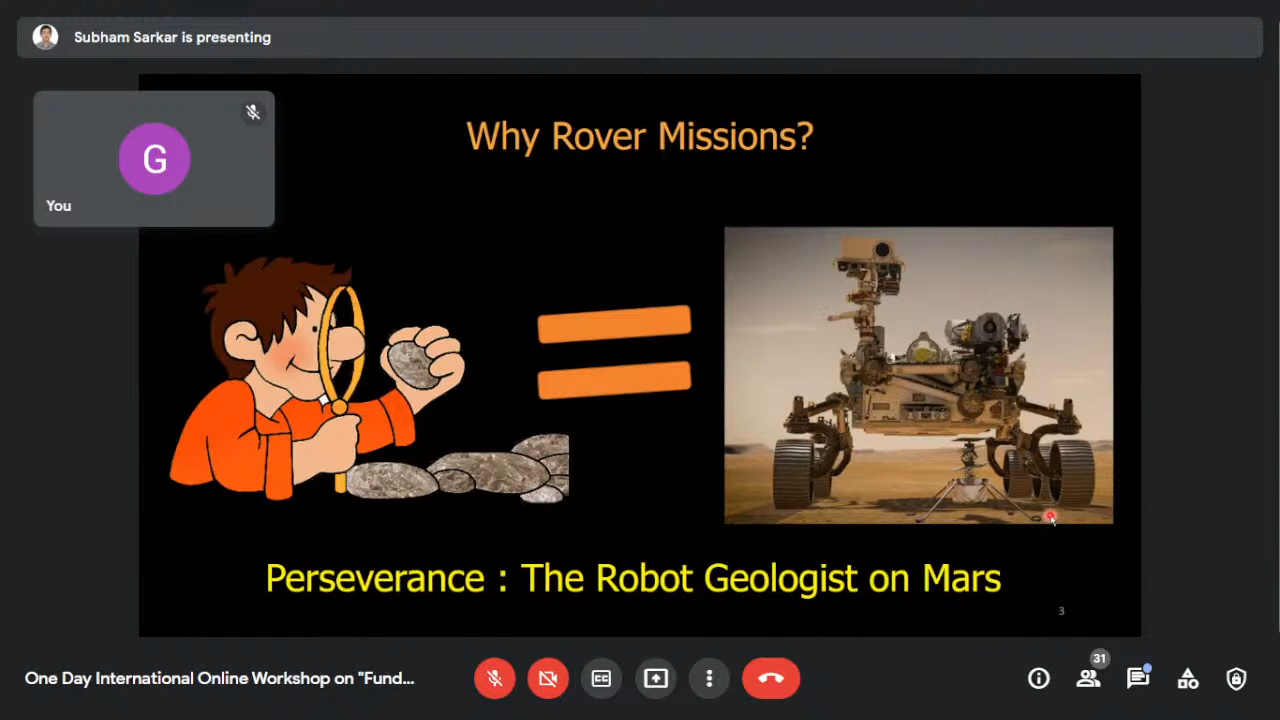 Subham Sarkar is presenting
G
You
Why Rover Missions?
Perseverance : The Robot Geologist on Mars
3
One Day International Online Workshop on "Fund...
CC
31